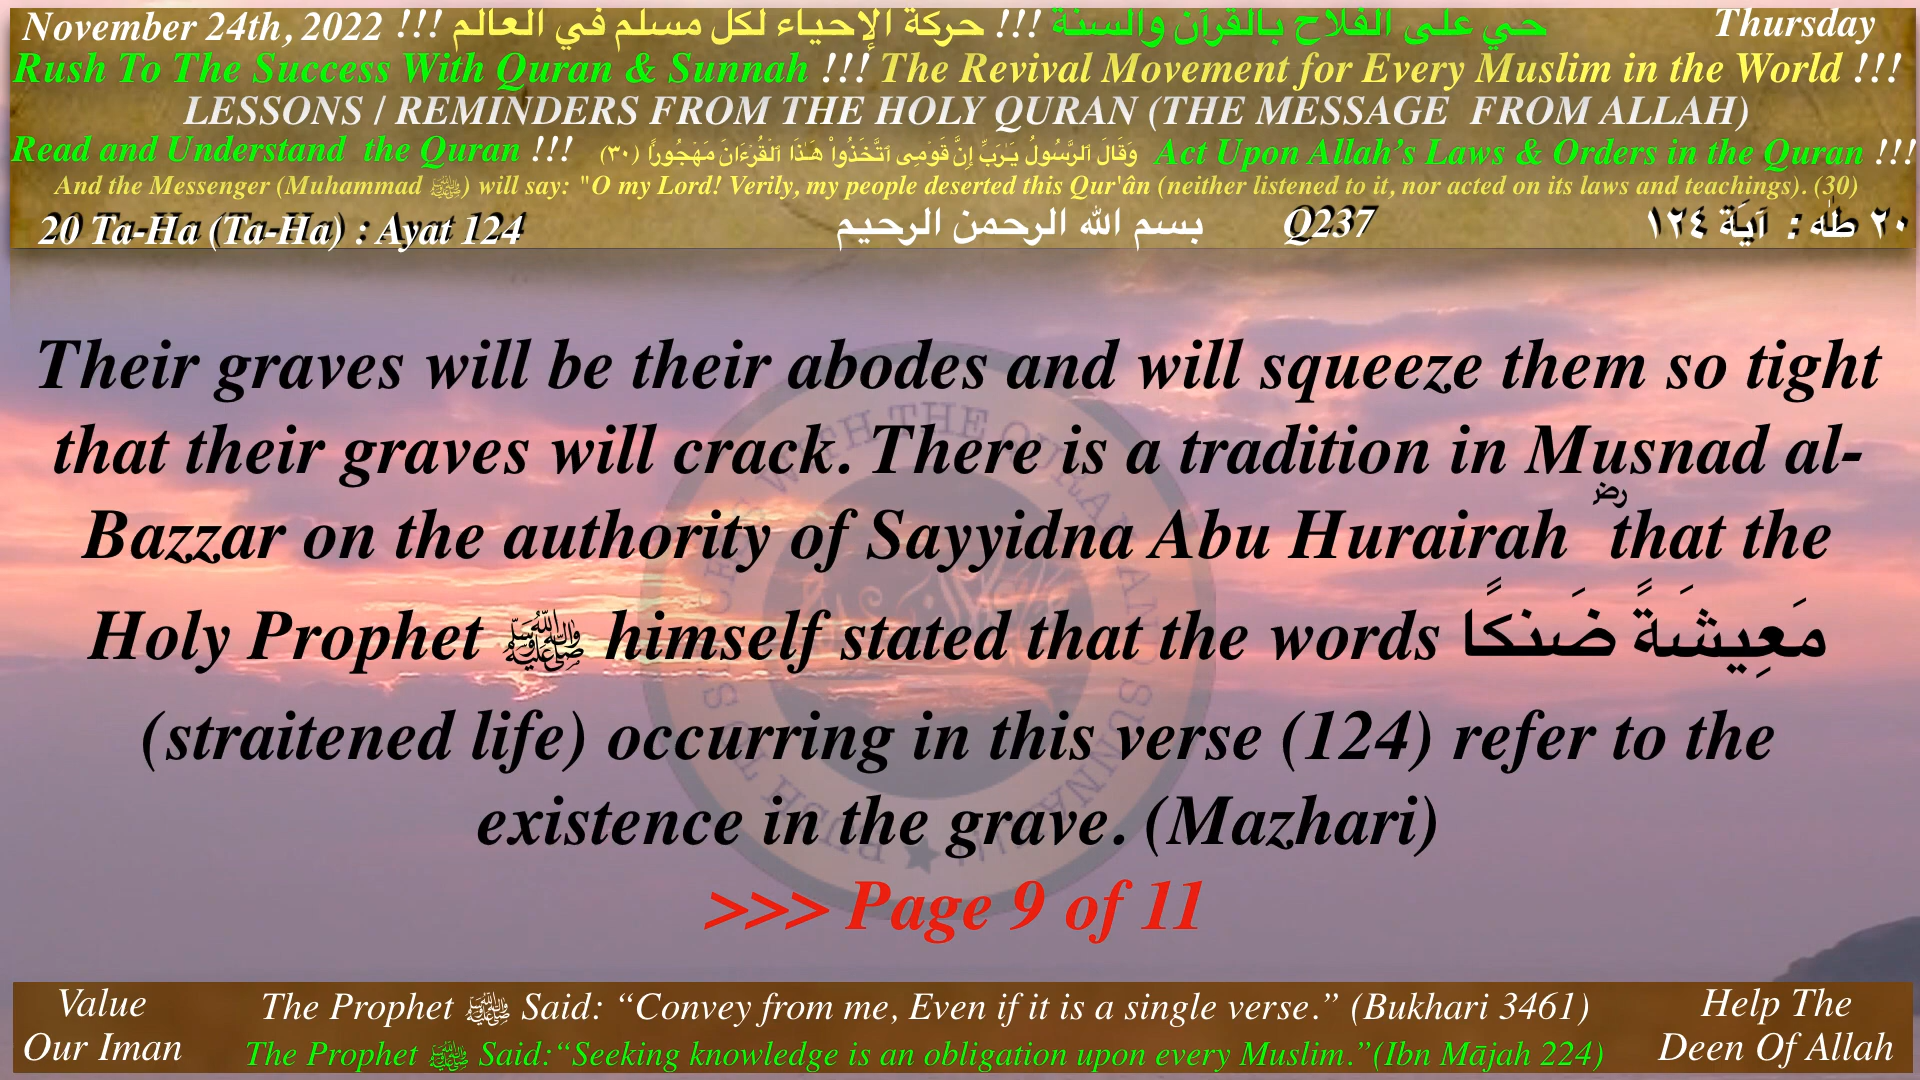 November 24th, 2022 !!! حركة الإحياء لكل مسلم في العالم !!! حي على الفلاح بالقرآن والسنة Thursday
Rush To The Success With Quran & Sunnah !!! The Revival Movement for Every Muslim in the World !!!
LESSONS / REMINDERS FROM THE HOLY QURAN (THE MESSAGE FROM ALLAH)
Read and Understand the Quran !!! وَقَالَ ٱلرَّسُولُ يَـٰرَبِّ إِنَّ قَوۡمِى ٱتَّخَذُواْ هَـٰذَا ٱلۡقُرۡءَانَ مَهۡجُورًا (٣٠) Act Upon Allah’s Laws & Orders in the Quran !!!
And the Messenger (Muhammad ﷺ) will say: "O my Lord! Verily, my people deserted this Qur'ân (neither listened to it, nor acted on its laws and teachings). (30)
20 Ta-Ha (Ta-Ha) : Ayat 124 بسم الله الرحمن الرحيم Q237 ٢٠ طه : آيَة ١٢٤
Their graves will be their abodes and will squeeze them so tight
that their graves will crack. There is a tradition in Musnad al-
Bazzar on the authority of Sayyidna Abu Hurairah ؓ that the
Holy Prophet ﷺ himself stated that the words مَعِيشَةً ضَنكًا
(straitened life) occurring in this verse (124) refer to the
existence in the grave. (Mazhari)
>>> Page 9 of 11
RUSH TO SUCCESS WITH THE QURAN AND SUNNAH
Value
Our Iman
The Prophet ﷺ Said: “Convey from me, Even if it is a single verse.” (Bukhari 3461)
The Prophet ﷺ Said:“Seeking knowledge is an obligation upon every Muslim.”(Ibn Mājah 224)
Help The
Deen Of Allah